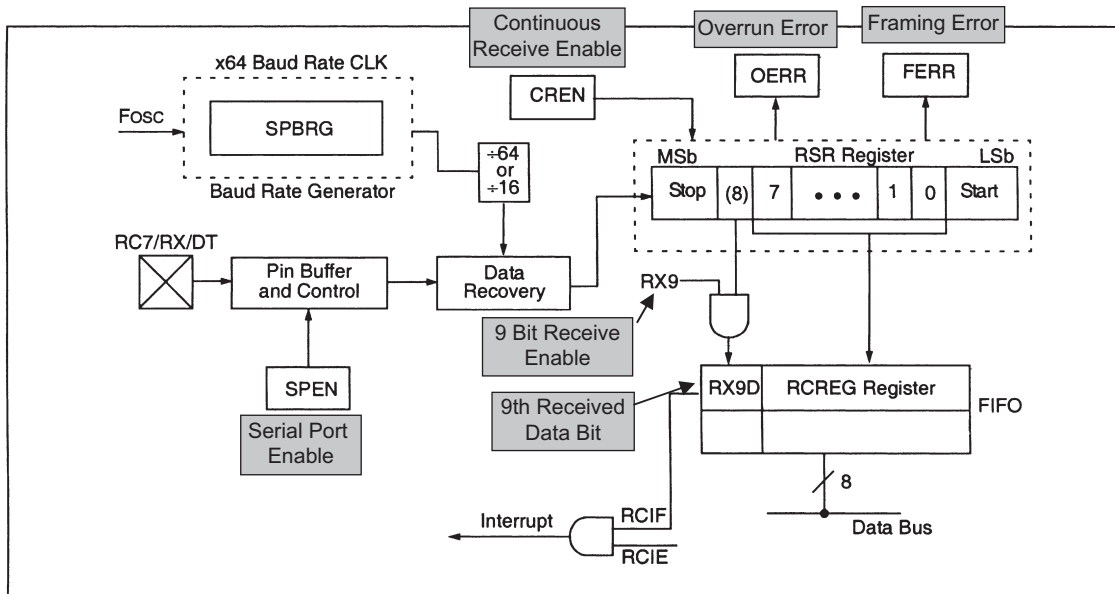 Continuous
Receive Enable
Overrun Error
Framing Error
x64 Baud Rate CLK
CREN
OERR
FERR
FOSC
SPBRG
÷64
or
÷16
Baud Rate Generator
MSb
RSR Register
LSb
Stop
(8)
7
• • •
1
0
Start
RC7/RX/DT
Pin Buffer
and Control
Data
Recovery
RX9
9 Bit Receive
Enable
SPEN
Serial Port
Enable
RX9D
RCREG Register
FIFO
9th Received
Data Bit
8
Data Bus
Interrupt
RCIF
RCIE